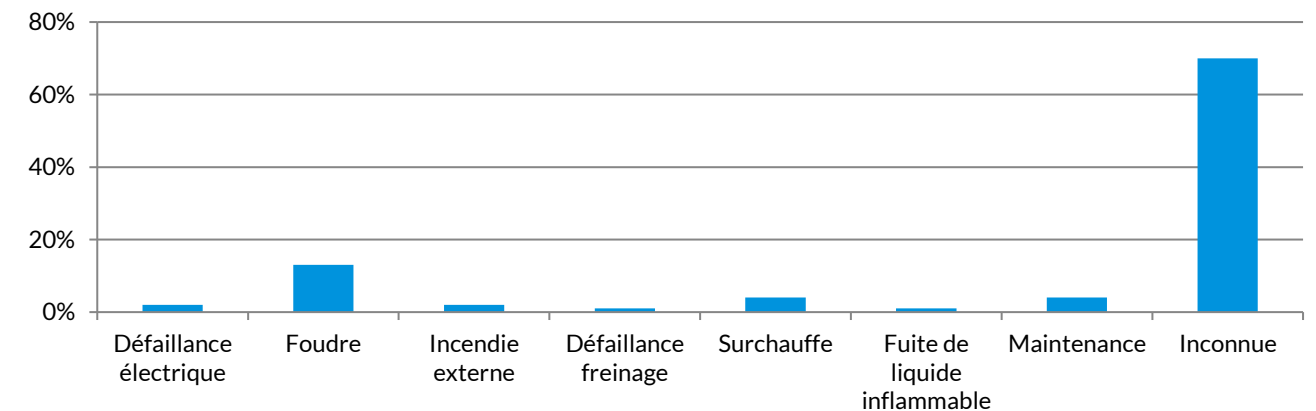 80%
60%
40%
20%
0%
Défaillance
électrique
Foudre
Incendie
externe
Défaillance
freinage
Surchauffe
Fuite de
liquide
inflammable
Maintenance
Inconnue